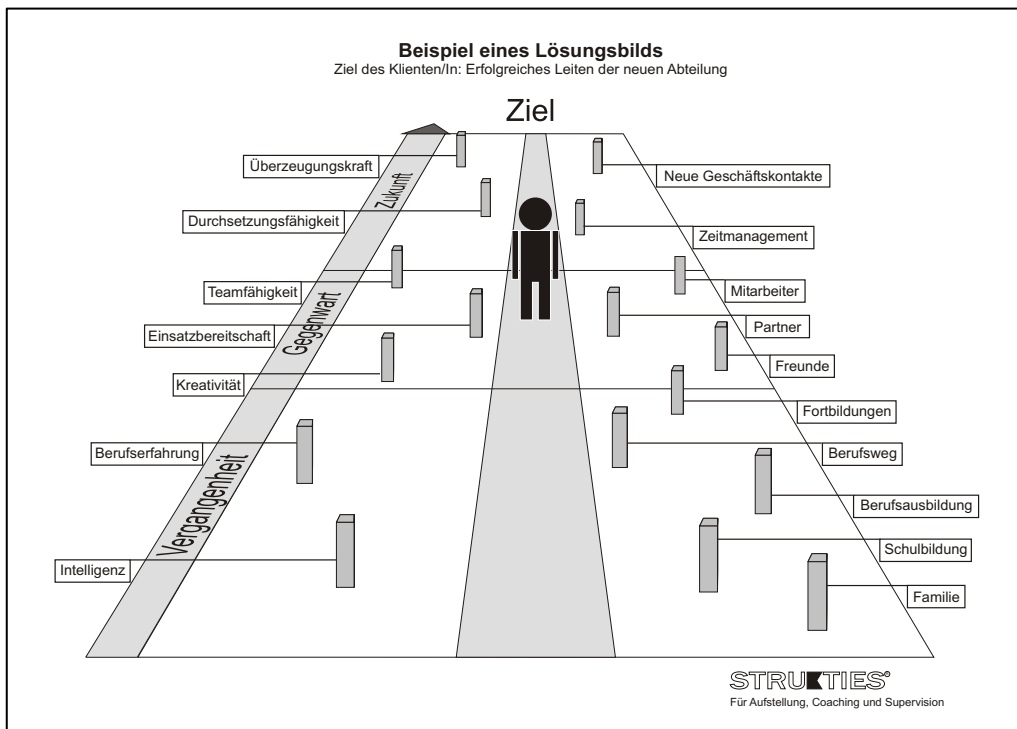 Beispiel eines Lösungsbilds
Ziel des Klienten/In: Erfolgreiches Leiten der neuen Abteilung
Ziel
Überzeugungskraft
Durchsetzungsfähigkeit
Teamfähigkeit
Einsatzbereitschaft
Kreativität
Berufserfahrung
Intelligenz
Zukunft
Gegenwart
Vergangenheit
Neue Geschäftskontakte
Zeitmanagement
Mitarbeiter
Partner
Freunde
Fortbildungen
Berufsweg
Berufsausbildung
Schulbildung
Familie
STRUKTIES®
Für Aufstellung, Coaching und Supervision